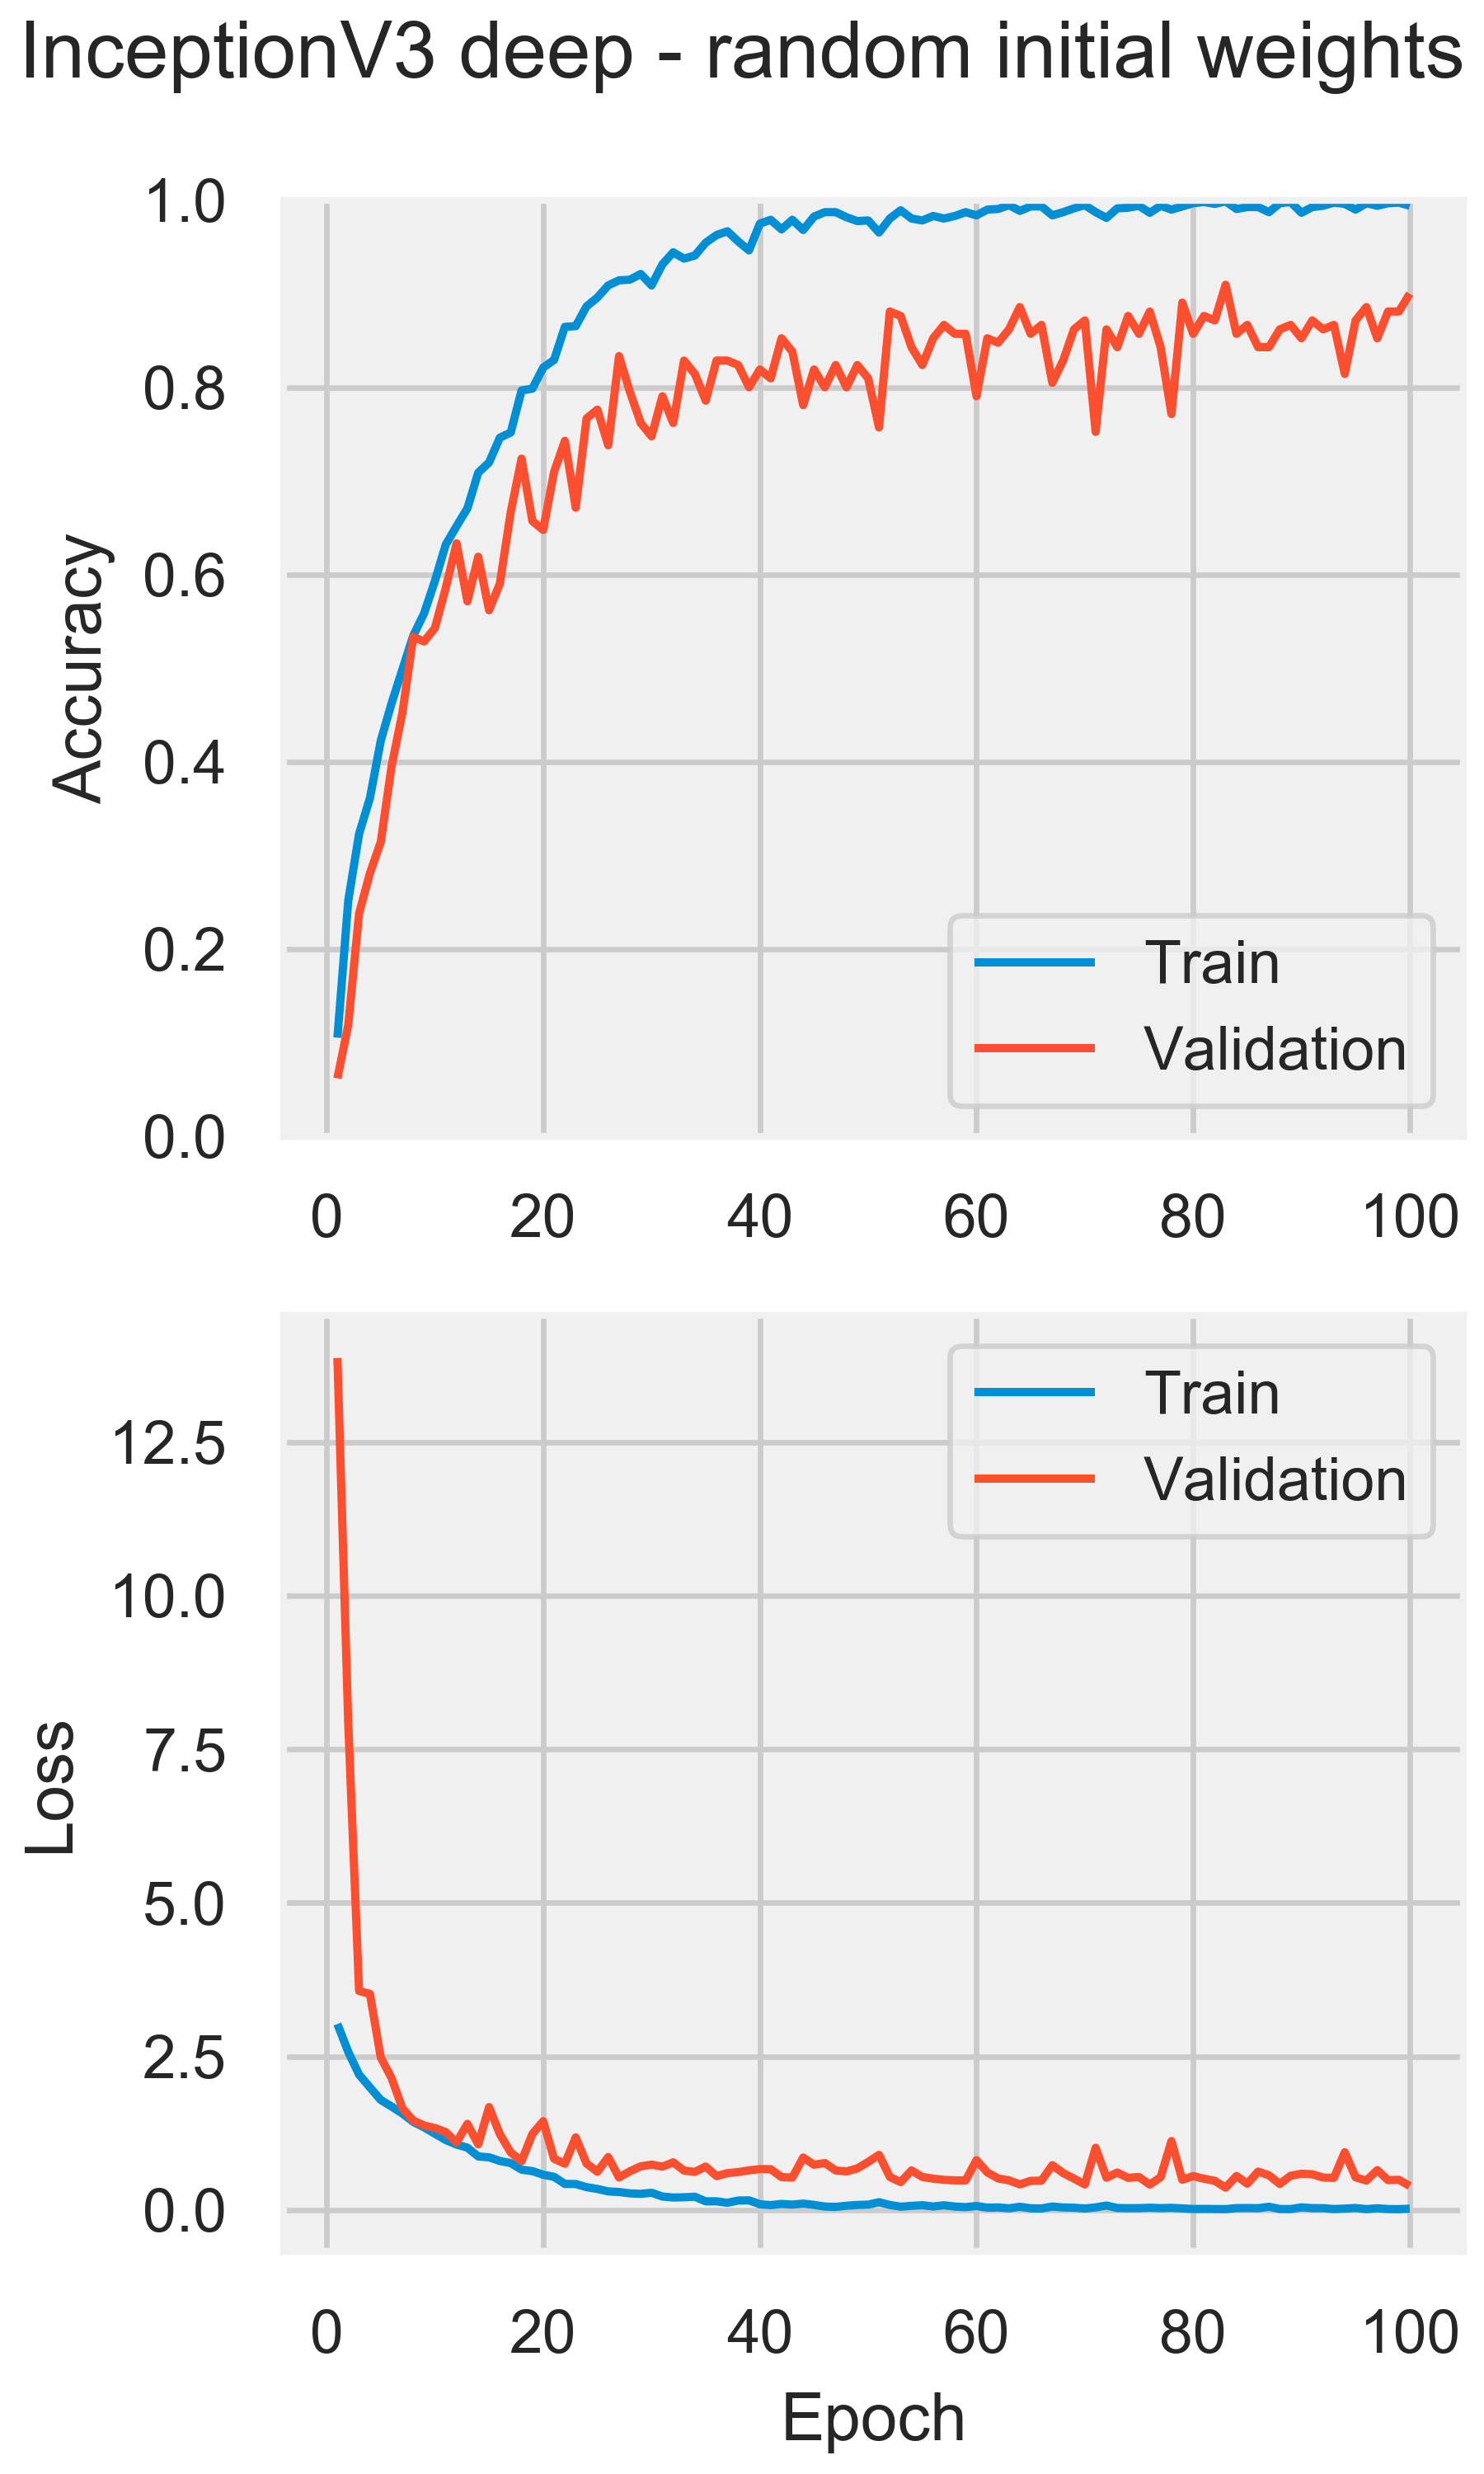 InceptionV3 deep - random initial weights
1.0
0.8
0.6
0.4
0.2
0.0
Accuracy
Train
Validation
0 20 40 60 80 100
12.5
10.0
7.5
5.0
2.5
0.0
Loss
Train
Validation
0 20 40 60 80 100
Epoch